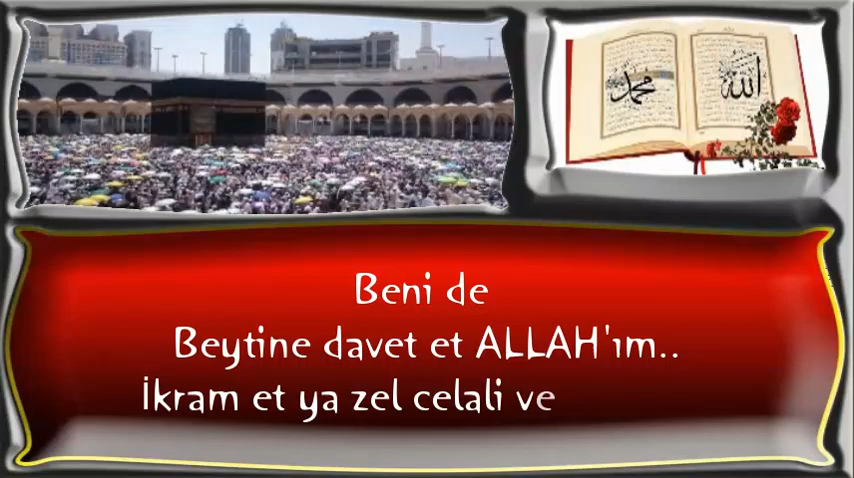 محمد
الله
Beni de
Beytine davet et ALLAH'ım..
İkram et ya zel celali ve